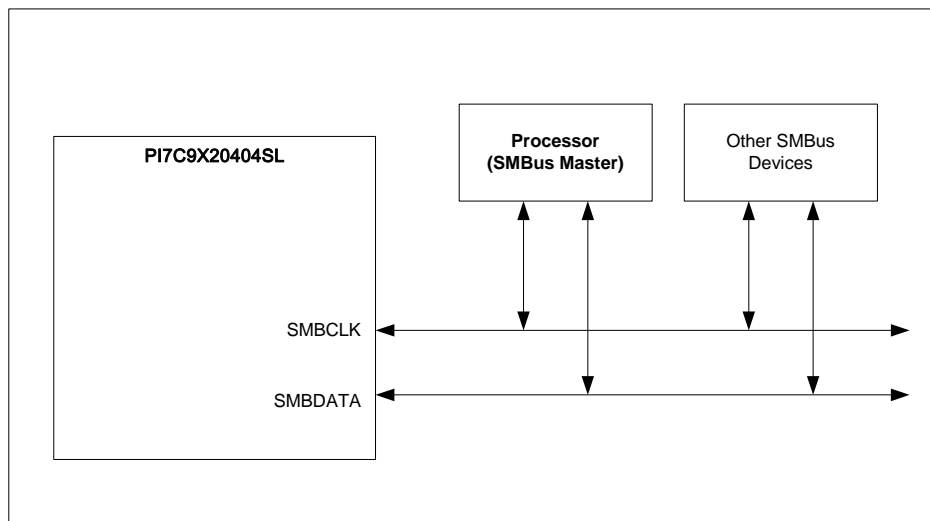 PI7C9X20404SL
Processor
(SMBus Master)
Other SMBus
Devices
SMBCLK
SMBDATA